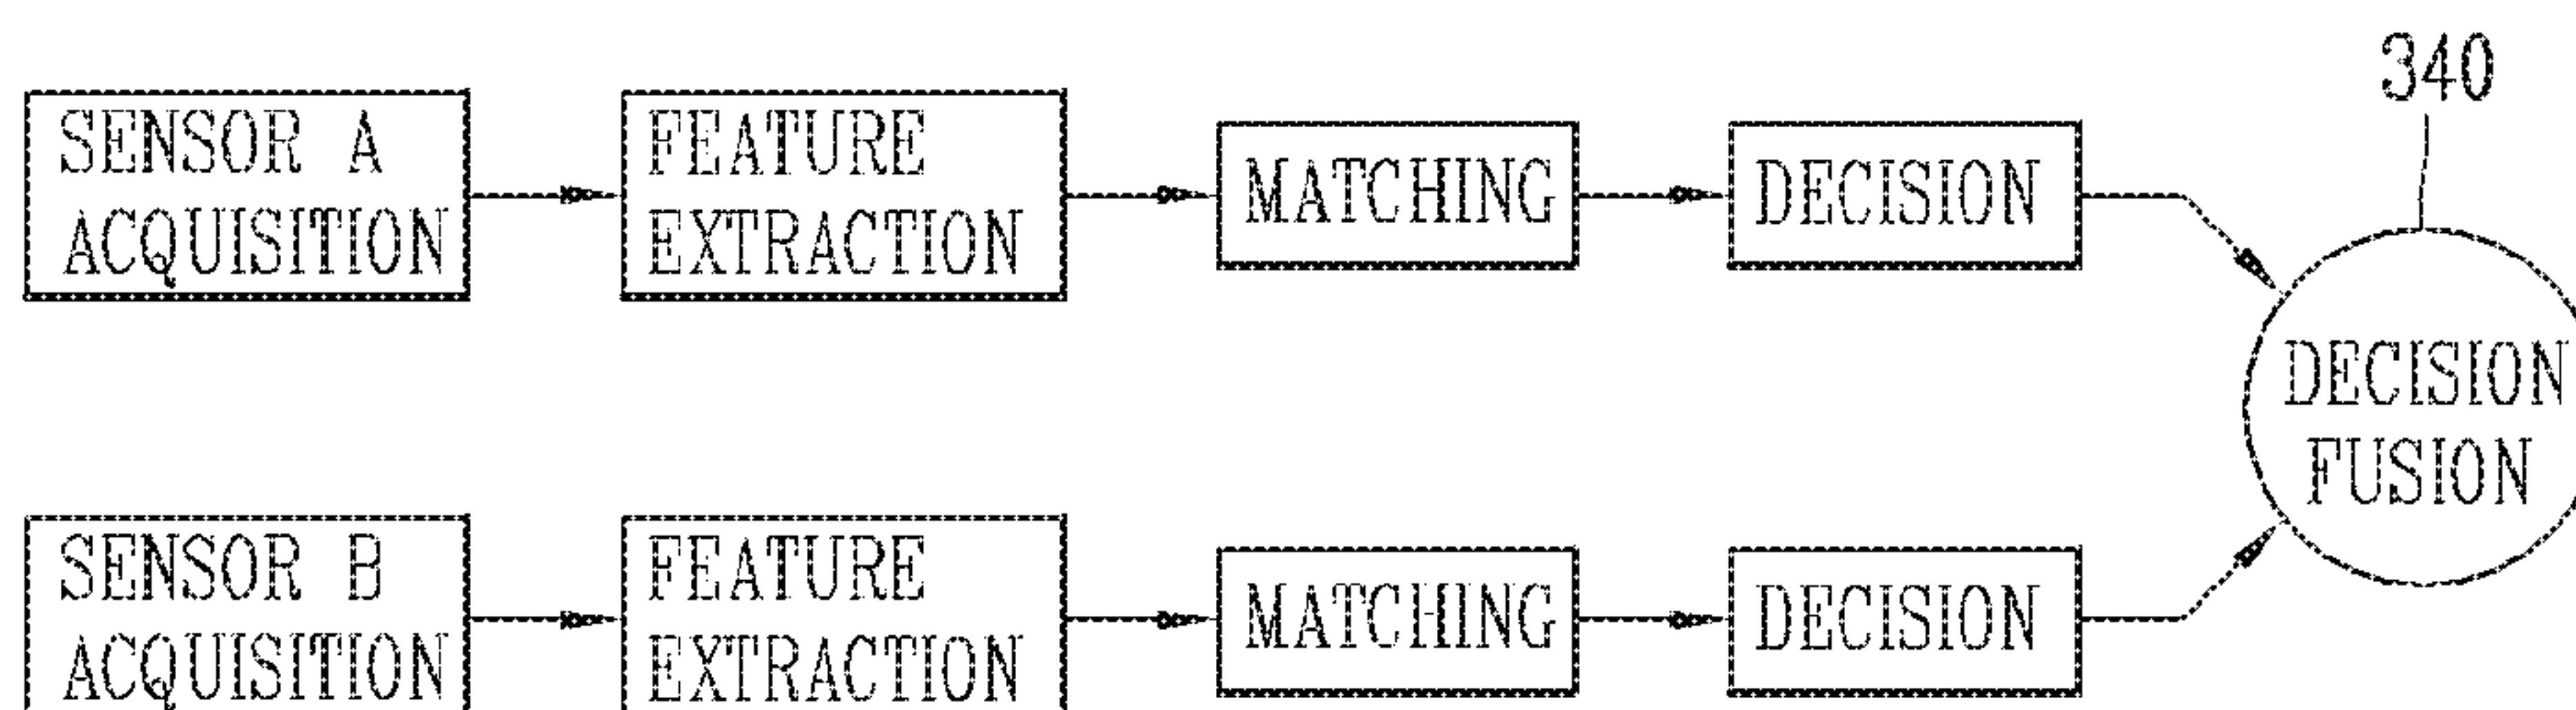 340
SENSOR A
ACQUISITION
FEATURE
EXTRACTION
MATCHING
DECISION
DECISION
FUSION
SENSOR B
ACQUISITION
FEATURE
EXTRACTION
MATCHING
DECISION